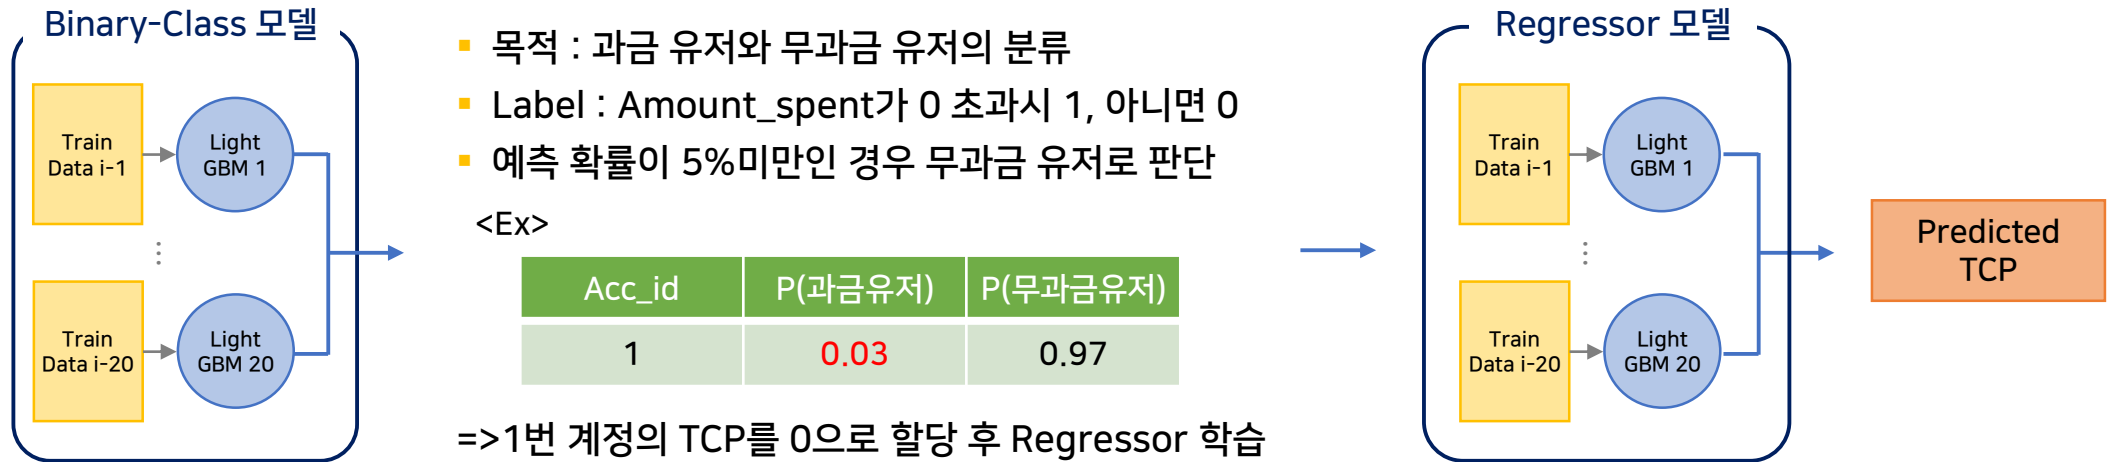 Binary-Class 모델
Train
Data i-1
Light
GBM 1
⋮
Train
Data i-20
Light
GBM 20
▪ 목적 : 과금 유저와 무과금 유저의 분류
▪ Label : Amount_spent가 0 초과시 1, 아니면 0
▪ 예측 확률이 5%미만인 경우 무과금 유저로 판단
<Ex>
Acc_id P(과금유저) P(무과금유저)
1 0.03 0.97
=>1번 계정의 TCP를 0으로 할당 후 Regressor 학습
Regressor 모델
Train
Data i-1
Light
GBM 1
⋮
Train
Data i-20
Light
GBM 20
Predicted
TCP